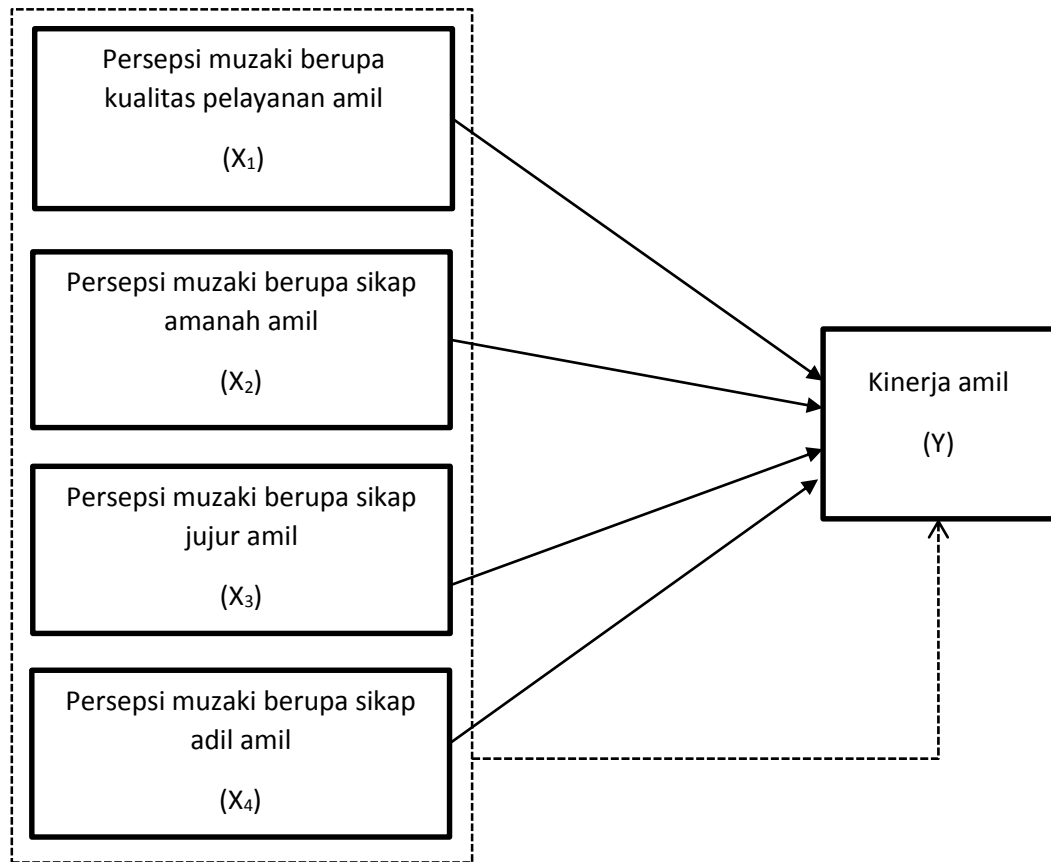 Persepsi muzaki berupa
kualitas pelayanan amil
(X₁)
Persepsi muzaki berupa sikap
amanah amil
(X₂)
Persepsi muzaki berupa sikap
jujur amil
(X₃)
Persepsi muzaki berupa sikap
adil amil
(X₄)
Kinerja amil
(Y)